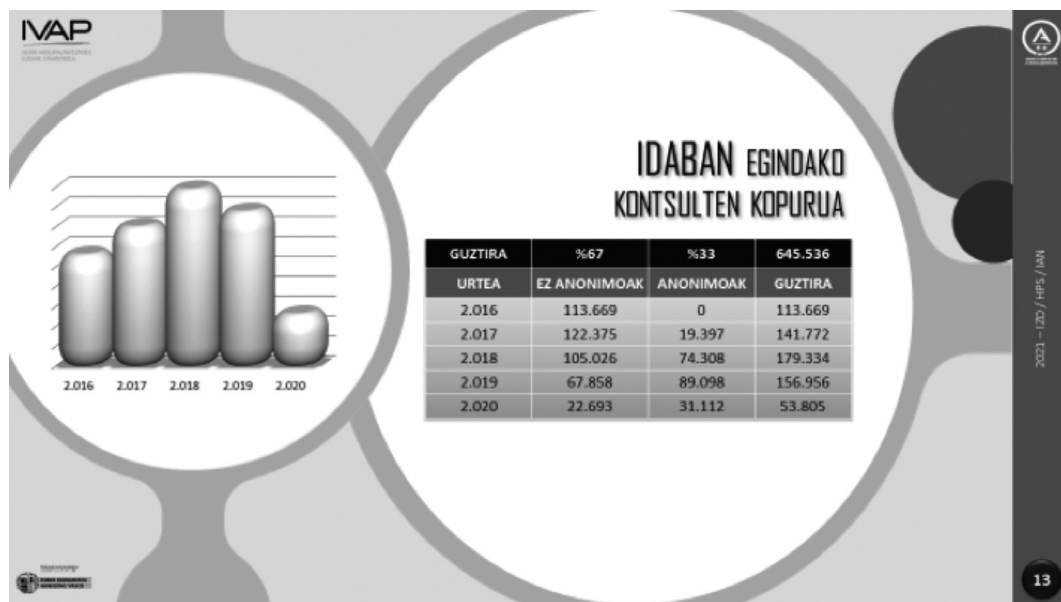 IVAP
IDABAN EGINDAKO
KONTSULTEN KOPURUA
2.016 2.017 2.018 2.019 2.020
GUZTIRA %67 %33 645.536
URTEA EZ ANONIMOAK ANONIMOAK GUZTIRA
2.016 113.669 0 113.669
2.017 122.375 19.397 141.772
2.018 105.026 74.308 179.334
2.019 67.858 89.098 156.956
2.020 22.693 31.112 53.805
2021 – IZO / HPS / IAN
13